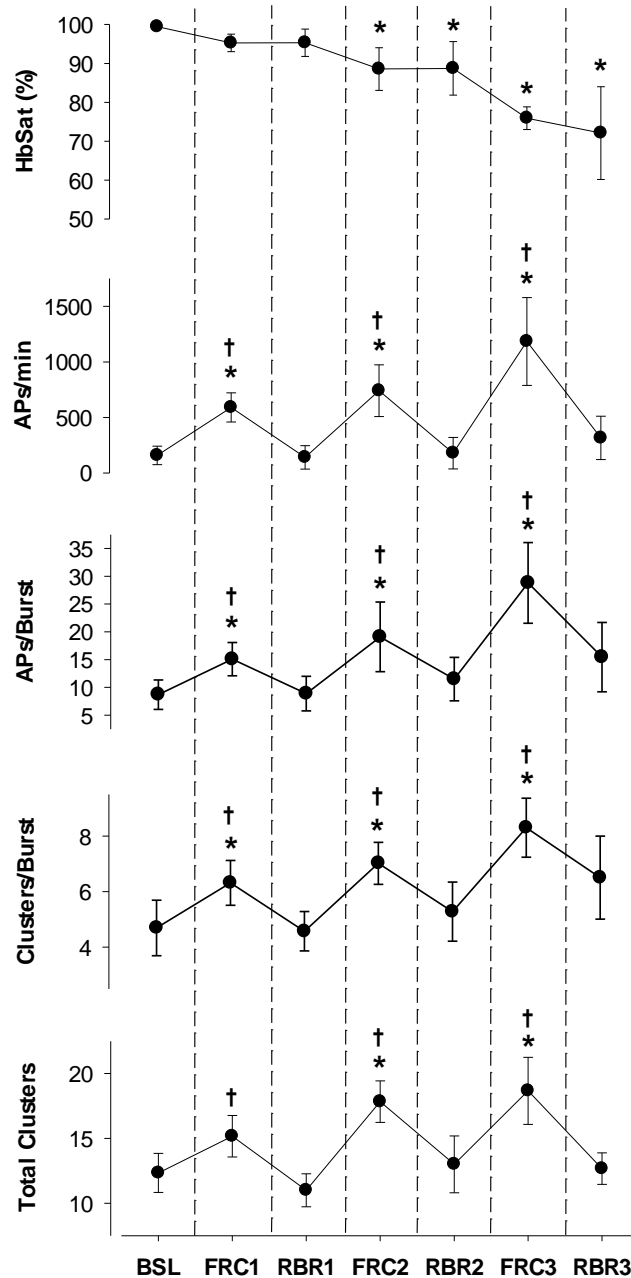 HbSat (%)
100
90
80
70
60
50
* * * *
APs/min
1500
1000
500
0
† † †
* * *
APs/Burst
35
30
25
20
15
10
5
† † †
* * *
Clusters/Burst
8
6
4
† † †
* * *
Total Clusters
20
15
10
† † †
* *
BSL FRC1 RBR1 FRC2 RBR2 FRC3 RBR3